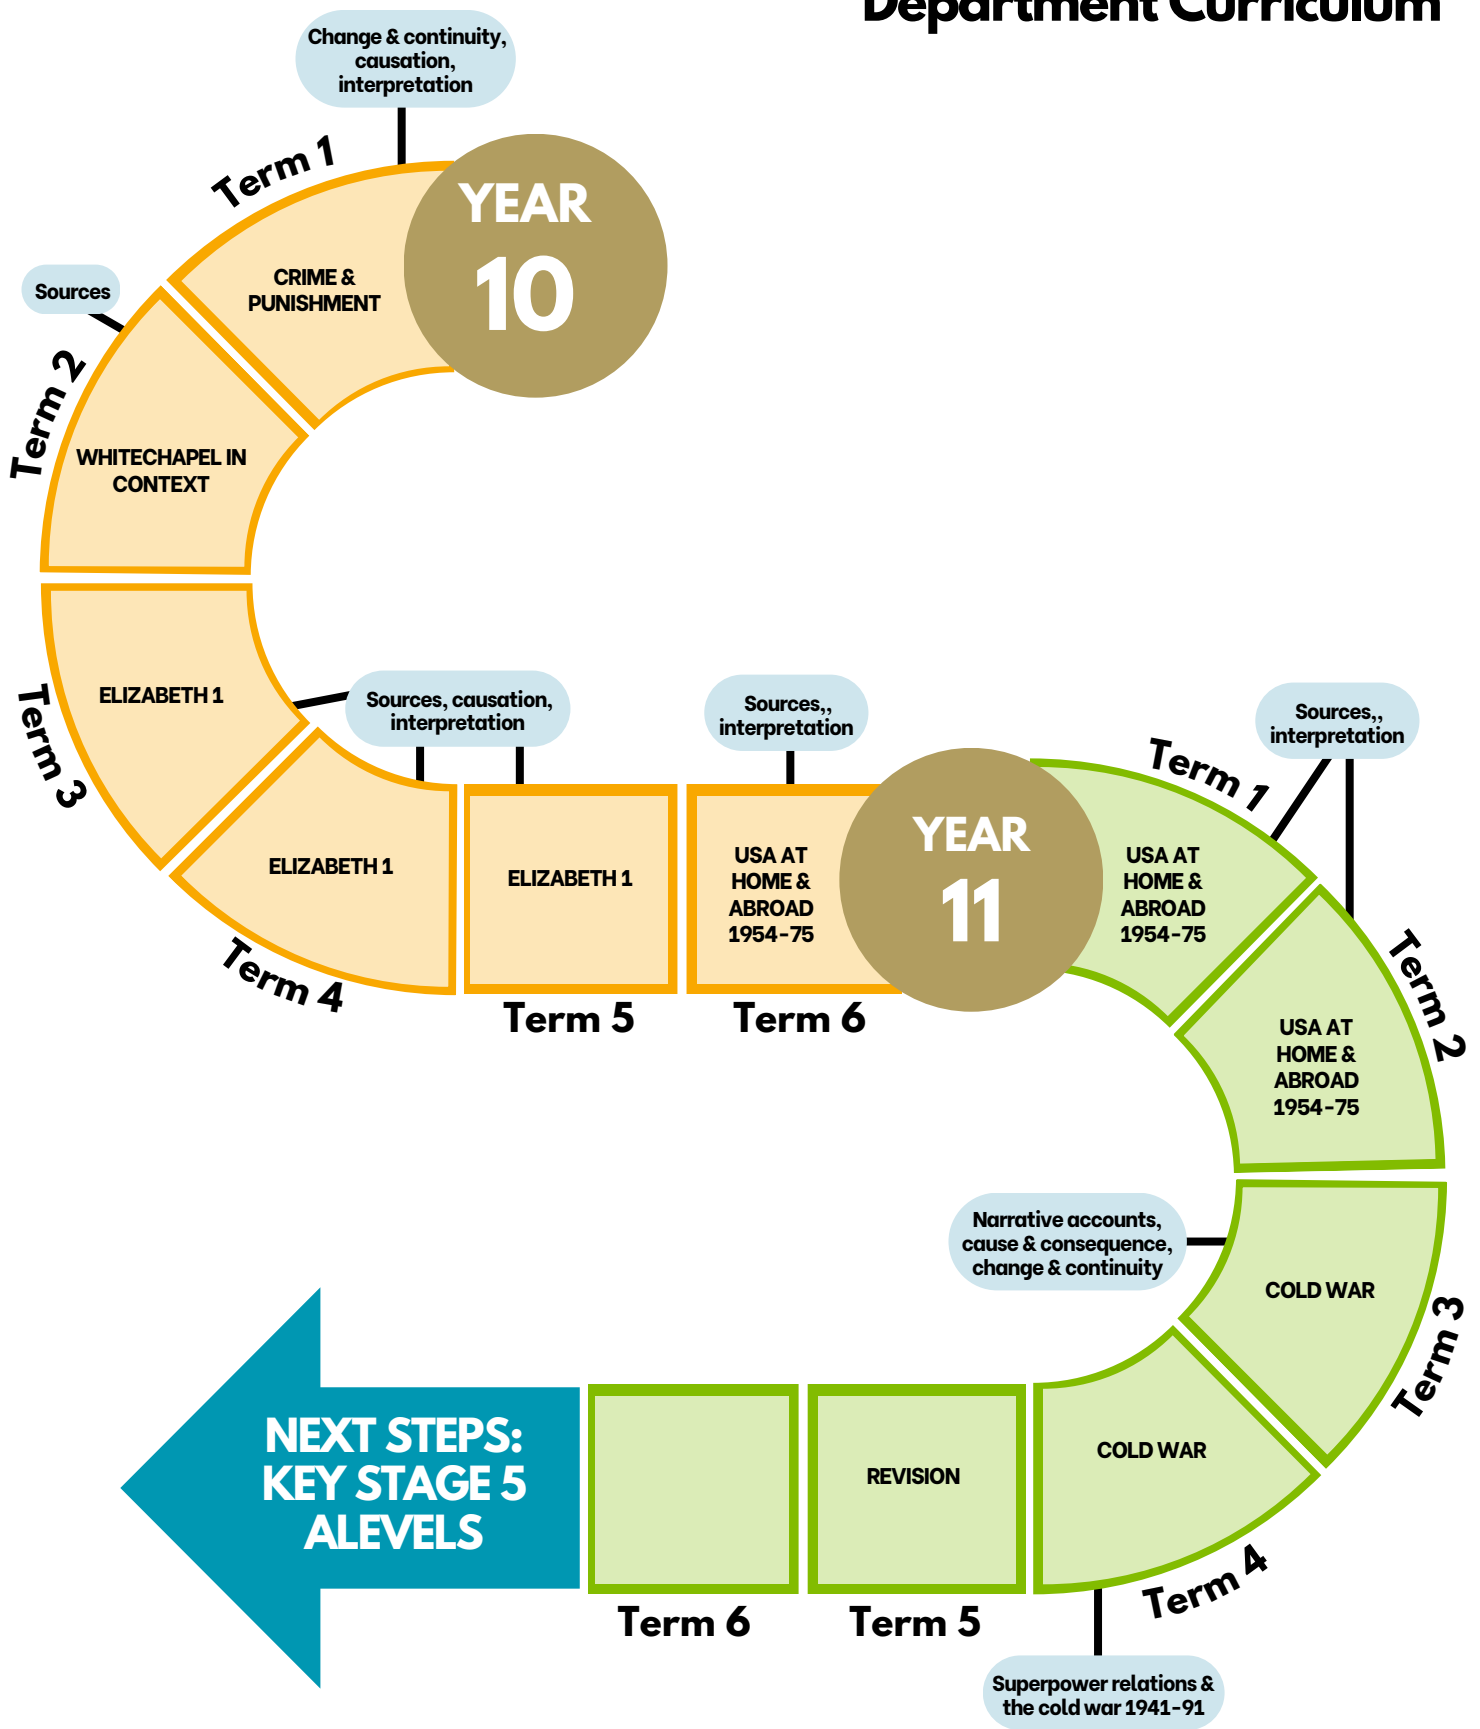 Department Curriculum
Change & continuity,
causation,
interpretation
Term 1
YEAR
10
CRIME &
PUNISHMENT
Sources
Term 2
WHITECHAPEL IN
CONTEXT
Term 3
ELIZABETH 1
Sources, causation,
interpretation
Term 4
ELIZABETH 1
ELIZABETH 1
Term 5
Sources,,
interpretation
USA AT
HOME &
ABROAD
1954-75
Term 6
YEAR
11
Term 1
USA AT
HOME &
ABROAD
1954-75
Sources,,
interpretation
Term 2
USA AT
HOME &
ABROAD
1954-75
Narrative accounts,
cause & consequence,
change & continuity
COLD WAR
Term 3
COLD WAR
Term 4
Superpower relations &
the cold war 1941-91
REVISION
Term 5
Term 6
NEXT STEPS:
KEY STAGE 5
ALEVELS